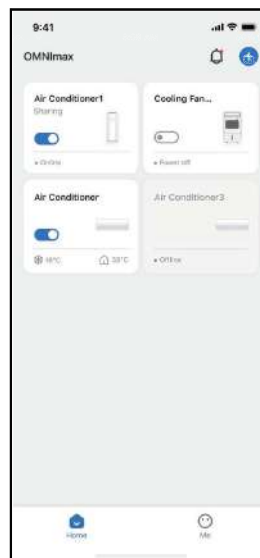 9:41
OMNImax
Air Conditioner1
Sharing
Online
Cooling Fan...
Power off
Air Conditioner
16°C
Air Conditioner3
Offline
Home
Me